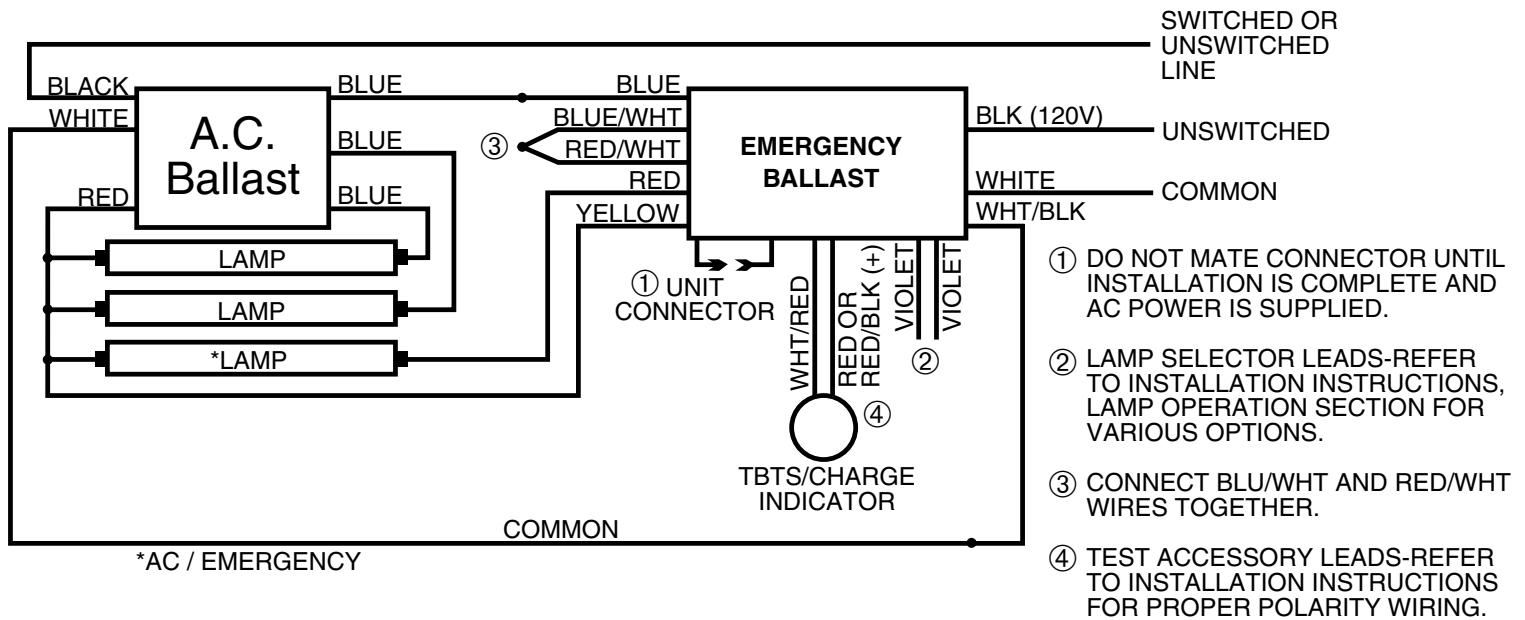 SWITCHED OR
UNSWITCHED
LINE
BLACK
WHITE
A.C.
Ballast
RED
BLUE
BLUE
BLUE
BLUE
BLUE/WHT
③
RED/WHT
RED
YELLOW
EMERGENCY
BALLAST
BLK (120V)
UNSWITCHED
WHITE
COMMON
WHT/BLK
LAMP
LAMP
*LAMP
① UNIT
CONNECTOR
WHT/RED
RED OR
RED/BLK (+)
VIOLET
VIOLET
②
④
TBTS/CHARGE
INDICATOR
COMMON
*AC / EMERGENCY
① DO NOT MATE CONNECTOR UNTIL
INSTALLATION IS COMPLETE AND
AC POWER IS SUPPLIED.
② LAMP SELECTOR LEADS-REFER
TO INSTALLATION INSTRUCTIONS,
LAMP OPERATION SECTION FOR
VARIOUS OPTIONS.
③ CONNECT BLU/WHT AND RED/WHT
WIRES TOGETHER.
④ TEST ACCESSORY LEADS-REFER
TO INSTALLATION INSTRUCTIONS
FOR PROPER POLARITY WIRING.